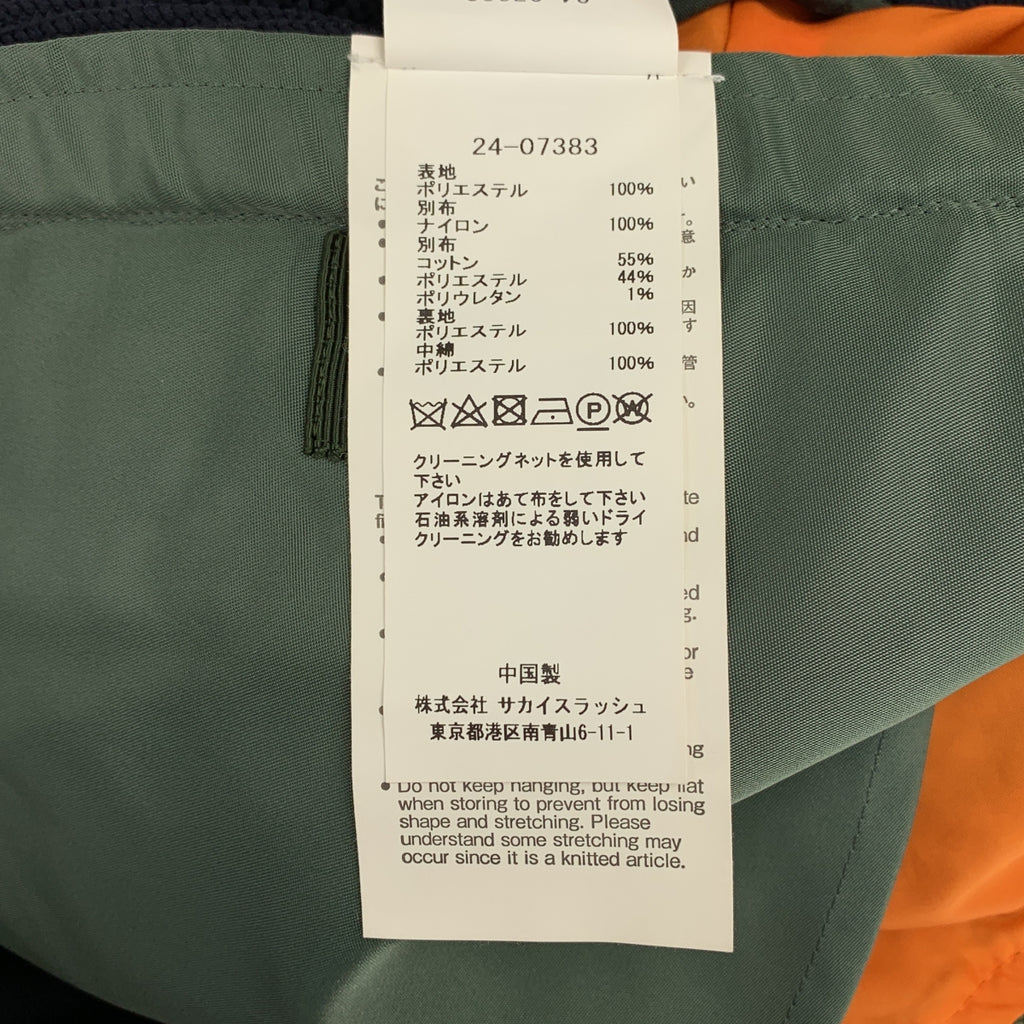 24-07383
表地
ポリエステル 100%
別布
ナイロン 100%
別布
コットン 55%
ポリエステル 44%
ポリウレタン 1%
裏地
ポリエステル 100%
中綿
ポリエステル 100%
P W
クリーニングネットを使用して
下さい
アイロンはあて布をして下さい
石油系溶剤による弱いドライ
クリーニングをお勧めします
中国製
株式会社 サカイスラッシュ
東京都港区南青山6-11-1
● Do not keep hanging, but keep flat
when storing to prevent from losing
shape and stretching. Please
understand some stretching may
occur since it is a knitted article.